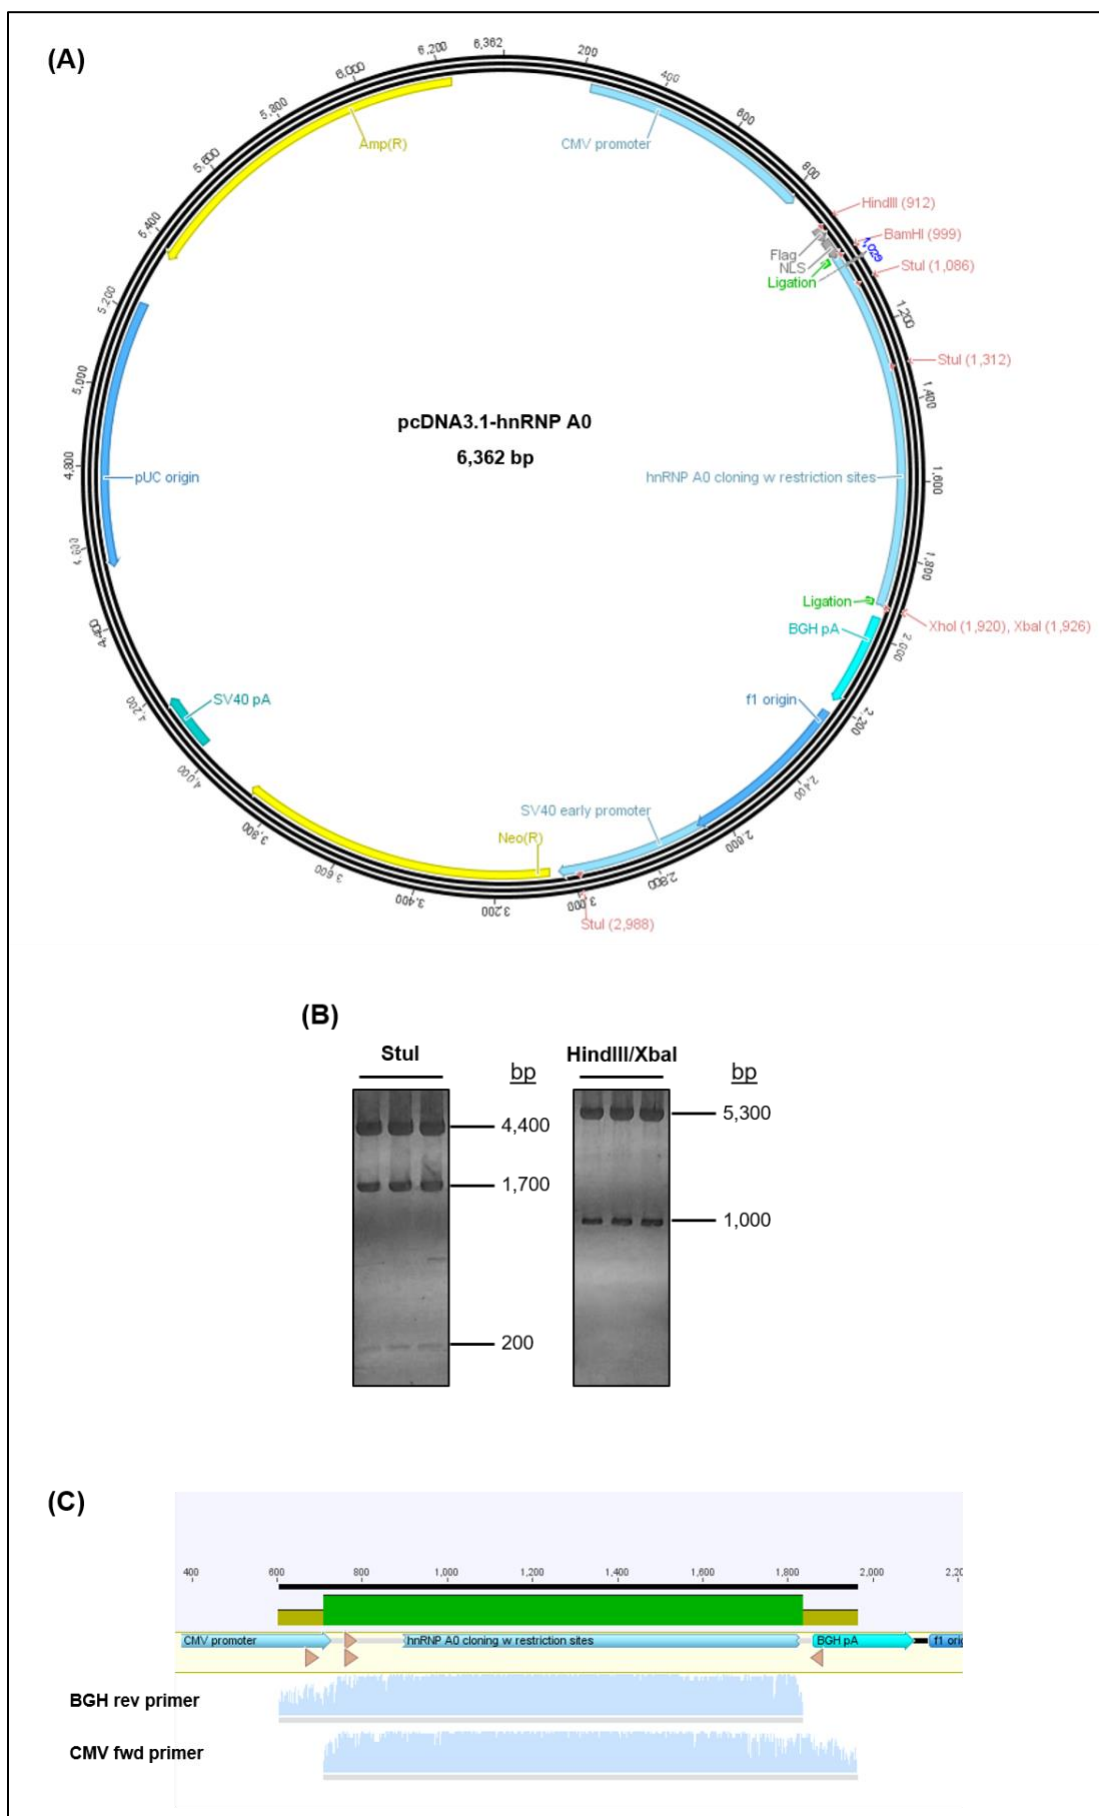 (A)
6,362
200
400
600
800
HindIII (912)
BamHI (999)
1,029
StuI (1,086)
1,200
StuI (1,312)
1,400
1,600
1,800
XhoI (1,920), XbaI (1,926)
2,000
2,200
2,400
2,600
2,800
3,000
StuI (2,988)
3,200
3,400
3,600
3,800
4,000
4,200
4,400
4,600
4,800
5,000
5,200
5,400
5,600
5,800
6,000
6,200
Amp(R)
CMV promoter
Flag
NLS
Ligation
pcDNA3.1-hnRNP A0
6,362 bp
pUC origin
hnRNP A0 cloning w restriction sites
Ligation
BGH pA
f1 origin
SV40 pA
SV40 early promoter
Neo(R)
(B)
StuI
bp
HindIII/XbaI
bp
4,400
1,700
200
5,300
1,000
(C)
400 600 800 1,000 1,200 1,400 1,600 1,800 2,000 2,20
CMV promoter hnRNP A0 cloning w restriction sites BGH pA f1 orig
BGH rev primer
CMV fwd primer